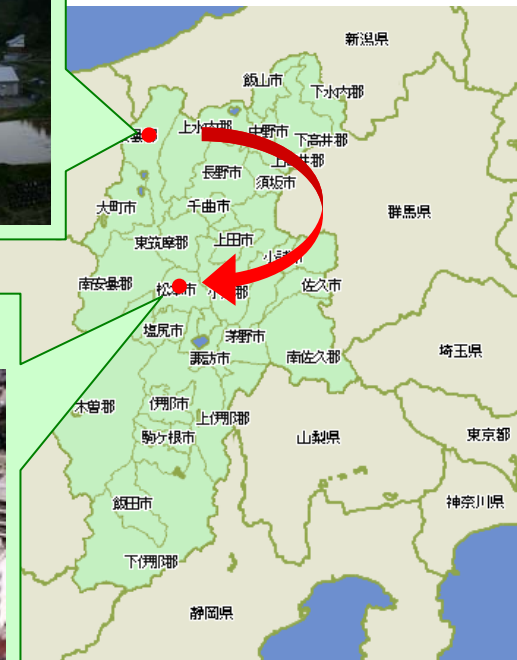 新潟県
飯山市
下水内郡
上水内郡
中野市
下高井郡
長野市
須坂市
大町市
千曲市
群馬県
東筑摩郡
上田市
南安曇郡
佐久市
塩尻市
茅野市
諏訪市
南佐久郡
埼玉県
木曽郡
伊那市
上伊那郡
駒ヶ根市
山梨県
東京都
飯田市
神奈川県
下伊那郡
静岡県